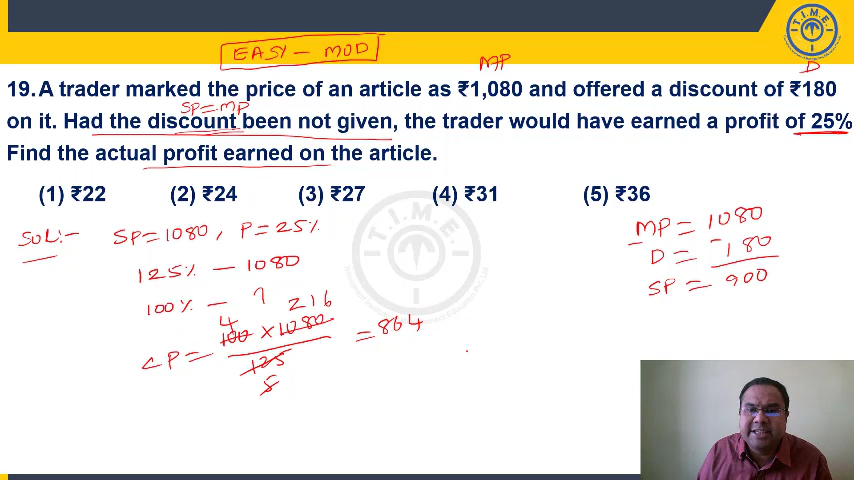 T.I.M.E.
EASY - MOD
MP
D
19. A trader marked the price of an article as ₹1,080 and offered a discount of ₹180
SP=MP
on it. Had the discount been not given, the trader would have earned a profit of 25%
Find the actual profit earned on the article.
(1) ₹22 (2) ₹24 (3) ₹27 (4) ₹31 (5) ₹36
SOL:- SP=1080, P=25%
125% - 1080
100% - ?
4 216
CP = 100 × 1080 = 864
125
5
MP = 1080
D = -180
SP = 900
T.I.M.E.